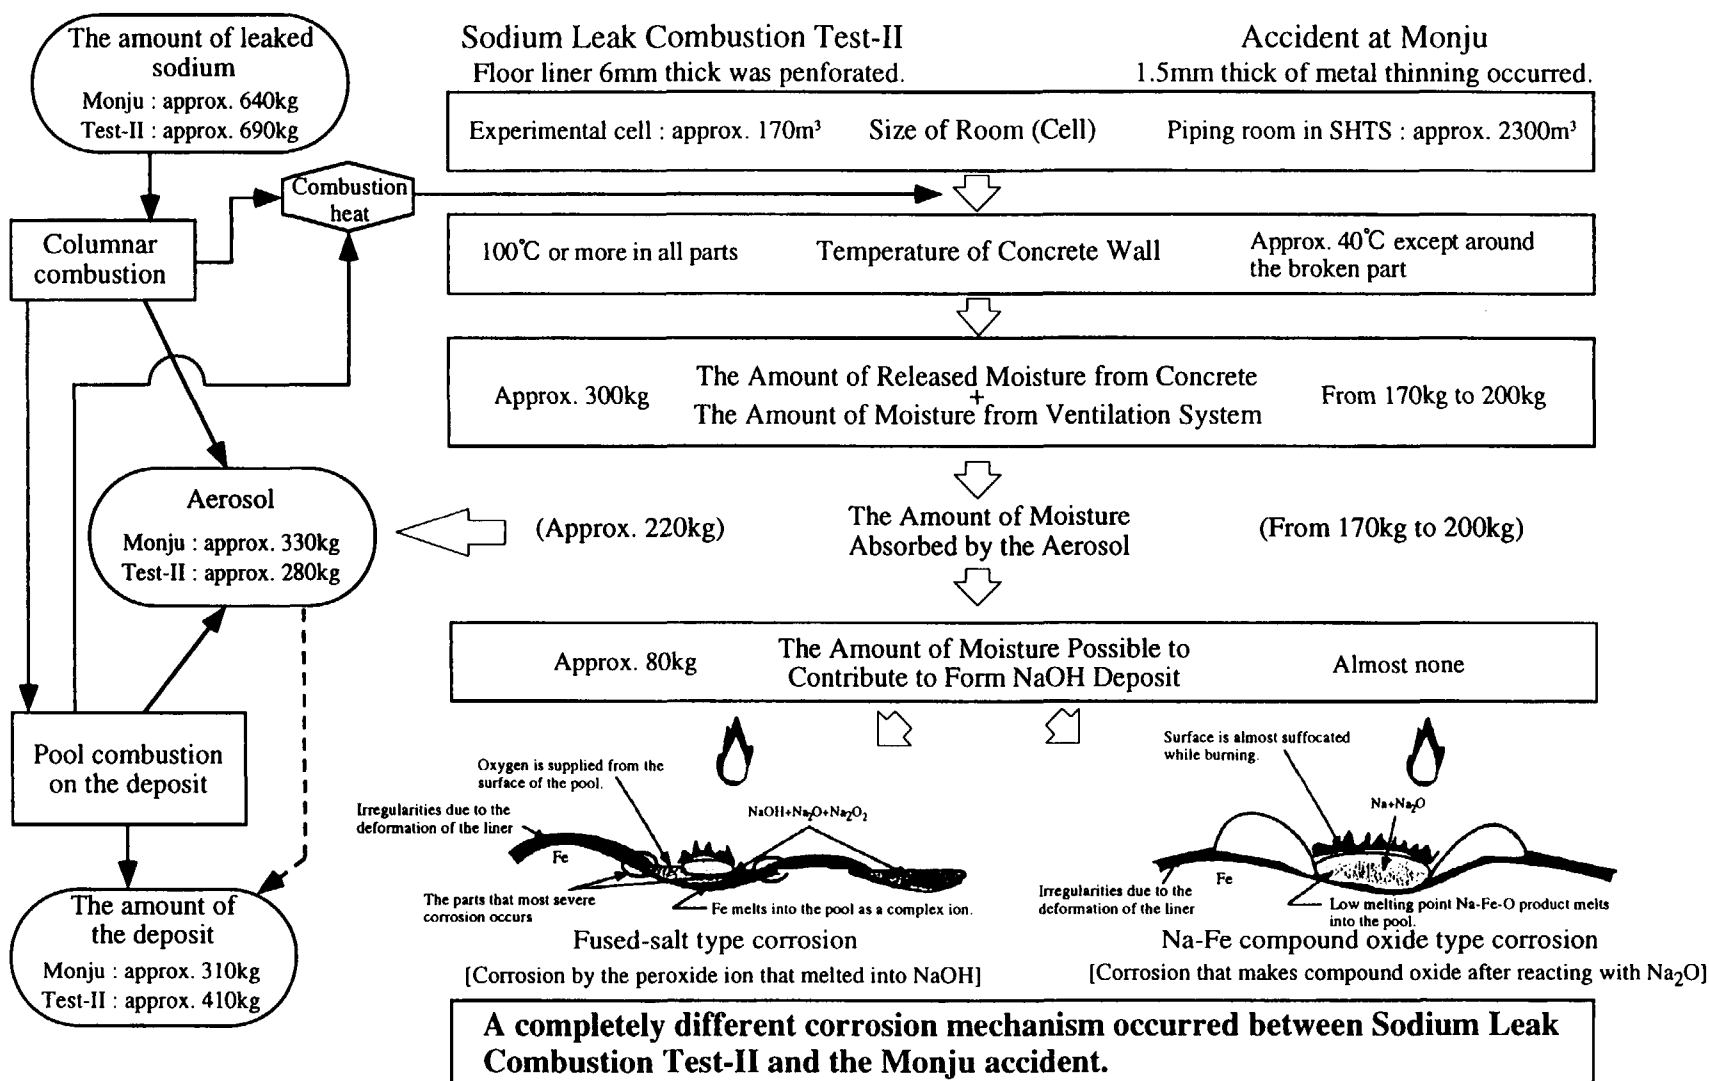 The amount of leaked
sodium
Monju : approx. 640kg
Test-II : approx. 690kg
Columnar
combustion
Combustion
heat
Aerosol
Monju : approx. 330kg
Test-II : approx. 280kg
Pool combustion
on the deposit
The amount of
the deposit
Monju : approx. 310kg
Test-II : approx. 410kg
Sodium Leak Combustion Test-II
Floor liner 6mm thick was penforated.
Accident at Monju
1.5mm thick of metal thinning occurred.
Experimental cell : approx. 170m³
Size of Room (Cell)
Piping room in SHTS : approx. 2300m³
100℃ or more in all parts
Temperature of Concrete Wall
Approx. 40℃ except around
the broken part
Approx. 300kg
The Amount of Released Moisture from Concrete
+
The Amount of Moisture from Ventilation System
From 170kg to 200kg
(Approx. 220kg)
The Amount of Moisture
Absorbed by the Aerosol
(From 170kg to 200kg)
Approx. 80kg
The Amount of Moisture Possible to
Contribute to Form NaOH Deposit
Almost none
Oxygen is supplied from the
surface of the pool.
Irregularities due to the
deformation of the liner
NaOH+Na₂O+Na₂O₂
Fe
The parts that most severe
corrosion occurs
Fe melts into the pool as a complex ion.
Fused-salt type corrosion
[Corrosion by the peroxide ion that melted into NaOH]
Surface is almost suffocated
while burning.
Na+Na₂O
Fe
Irregularities due to the
deformation of the liner
Low melting point Na-Fe-O product melts
into the pool.
Na-Fe compound oxide type corrosion
[Corrosion that makes compound oxide after reacting with Na₂O]
A completely different corrosion mechanism occurred between Sodium Leak
Combustion Test-II and the Monju accident.